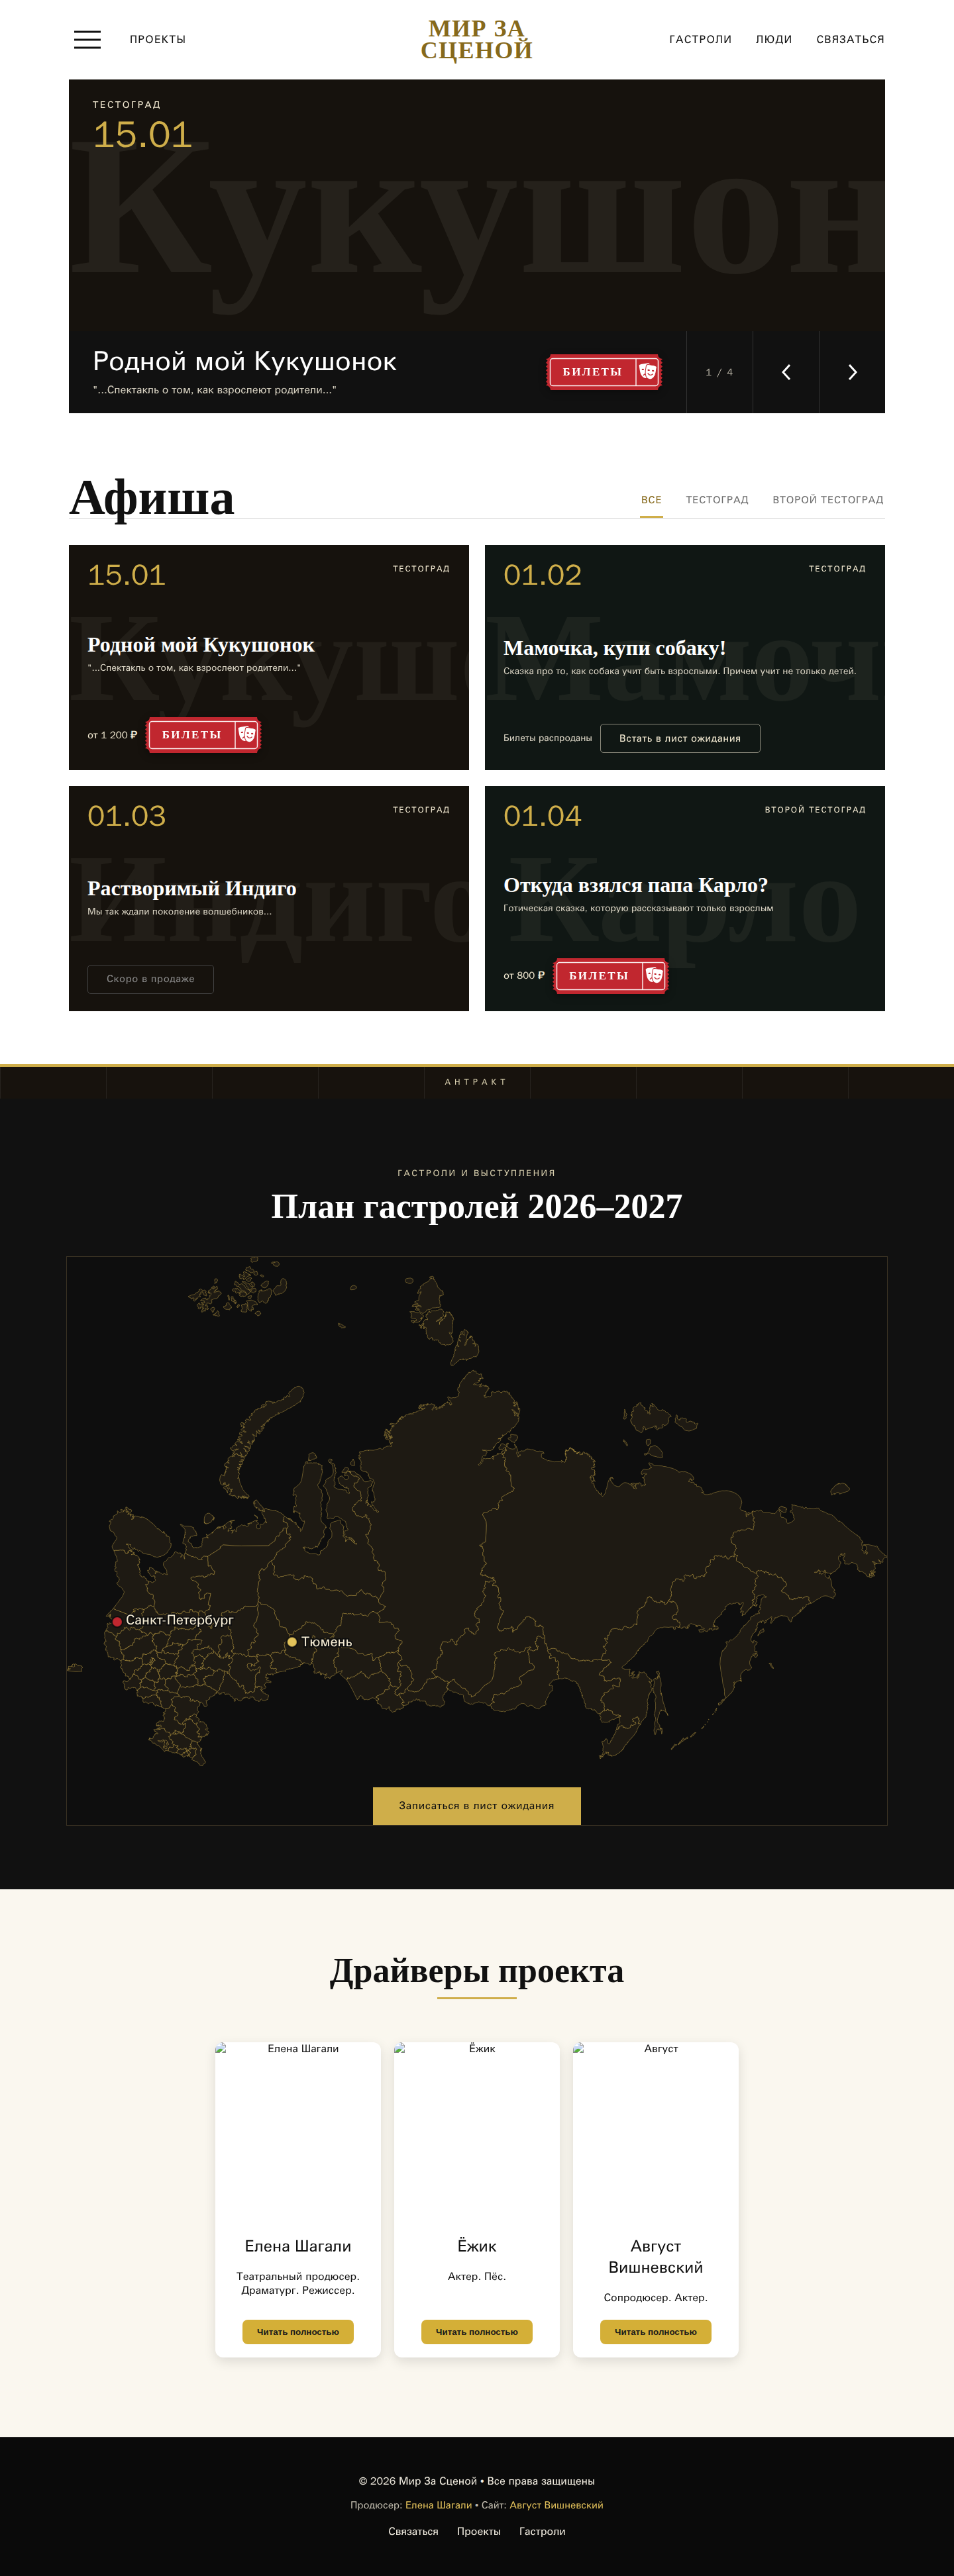 ПРОЕКТЫ
МИР ЗА
СЦЕНОЙ
ГАСТРОЛИ
ЛЮДИ
СВЯЗАТЬСЯ
ТЕСТОГРАД
15.01
Кукушон
Родной мой Кукушонок
"...Спектакль о том, как взрослеют родители..."
БИЛЕТЫ
1 / 4
Афиша
ВСЕ
ТЕСТОГРАД
ВТОРОЙ ТЕСТОГРАД
15.01
ТЕСТОГРАД
Кукуш
Родной мой Кукушонок
"...Спектакль о том, как взрослеют родители..."
от 1 200 ₽
БИЛЕТЫ
01.02
ТЕСТОГРАД
Мамоч
Мамочка, купи собаку!
Сказка про то, как собака учит быть взрослыми. Причем учит не только детей.
Билеты распроданы
Встать в лист ожидания
01.03
ТЕСТОГРАД
Индиго
Растворимый Индиго
Мы так ждали поколение волшебников...
Скоро в продаже
01.04
ВТОРОЙ ТЕСТОГРАД
Карло
Откуда взялся папа Карло?
Готическая сказка, которую рассказывают только взрослым
от 800 ₽
БИЛЕТЫ
АНТРАКТ
ГАСТРОЛИ И ВЫСТУПЛЕНИЯ
План гастролей 2026–2027
Санкт-Петербург
Тюмень
Записаться в лист ожидания
Драйверы проекта
Елена Шагали
Ёжик
Август
Елена Шагали
Театральный продюсер.
Драматург. Режиссер.
Читать полностью
Ёжик
Актер. Пёс.
Читать полностью
Август
Вишневский
Сопродюсер. Актер.
Читать полностью
© 2026 Мир За Сценой • Все права защищены
Продюсер: Елена Шагали • Сайт: Август Вишневский
Связаться
Проекты
Гастроли